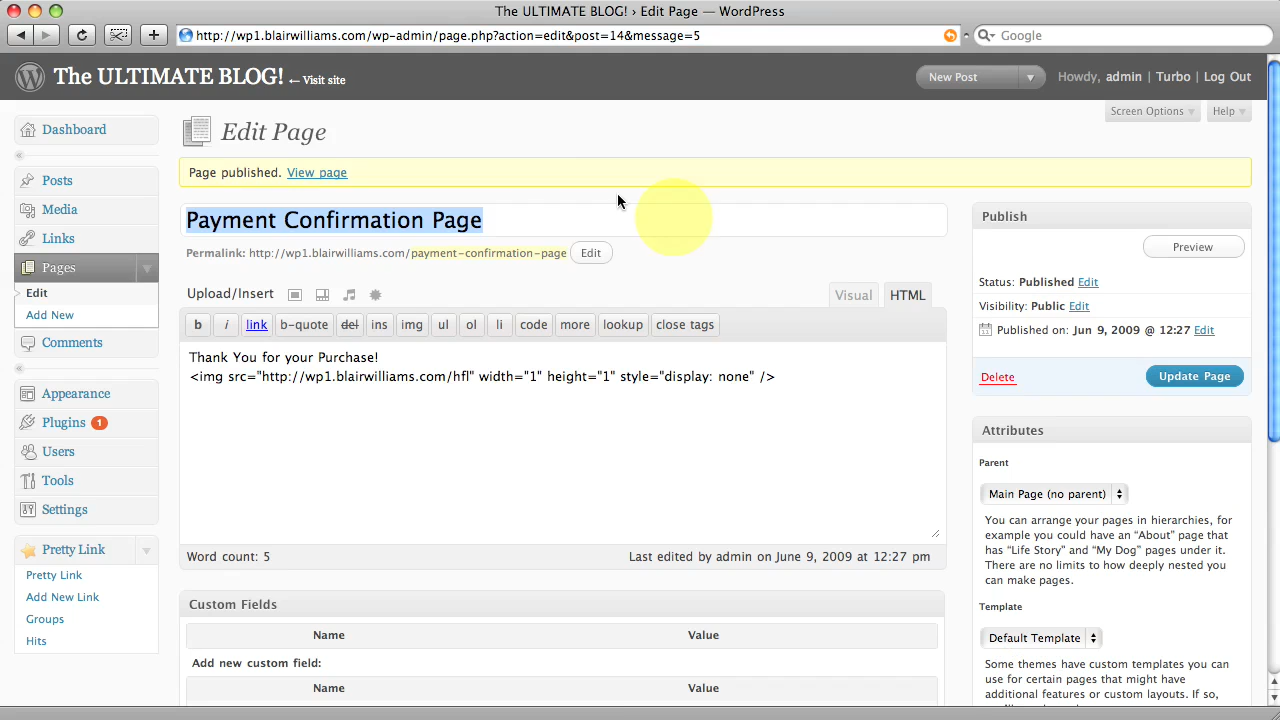 The ULTIMATE BLOG! › Edit Page — WordPress
http://wp1.blairwilliams.com/wp-admin/page.php?action=edit&post=14&message=5
Google
The ULTIMATE BLOG! ← Visit site
New Post
Howdy, admin | Turbo | Log Out
Screen Options
Help
Dashboard
Posts
Media
Links
Pages
Edit
Add New
Comments
Appearance
Plugins 1
Users
Tools
Settings
Pretty Link
Pretty Link
Add New Link
Groups
Hits
Edit Page
Page published. View page
Payment Confirmation Page
Permalink: http://wp1.blairwilliams.com/payment-confirmation-page Edit
Upload/Insert
Visual
HTML
b
i
link
b-quote
del
ins
img
ul
ol
li
code
more
lookup
close tags
Thank You for your Purchase!
<img src="http://wp1.blairwilliams.com/hfl" width="1" height="1" style="display: none" />
Word count: 5
Last edited by admin on June 9, 2009 at 12:27 pm
Custom Fields
Name
Value
Add new custom field:
Name
Value
Publish
Preview
Status: Published Edit
Visibility: Public Edit
Published on: Jun 9, 2009 @ 12:27 Edit
Delete
Update Page
Attributes
Parent
Main Page (no parent)
You can arrange your pages in hierarchies, for
example you could have an “About” page that
has “Life Story” and “My Dog” pages under it.
There are no limits to how deeply nested you
can make pages.
Template
Default Template
Some themes have custom templates you can
use for certain pages that might have
additional features or custom layouts. If so,